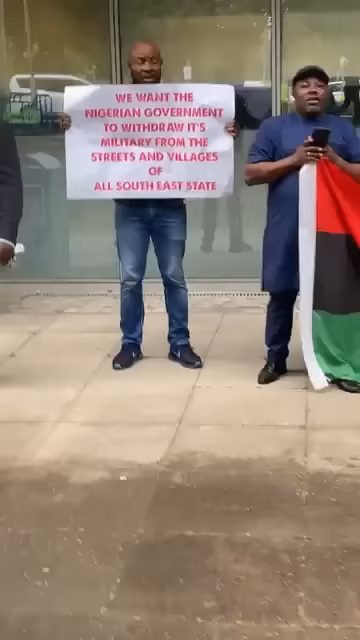 WE WANT THE
NIGERIAN GOVERNMENT
TO WITHDRAW IT'S
MILITARY FROM THE
STREETS AND VILLAGES
OF
ALL SOUTH EAST STATE